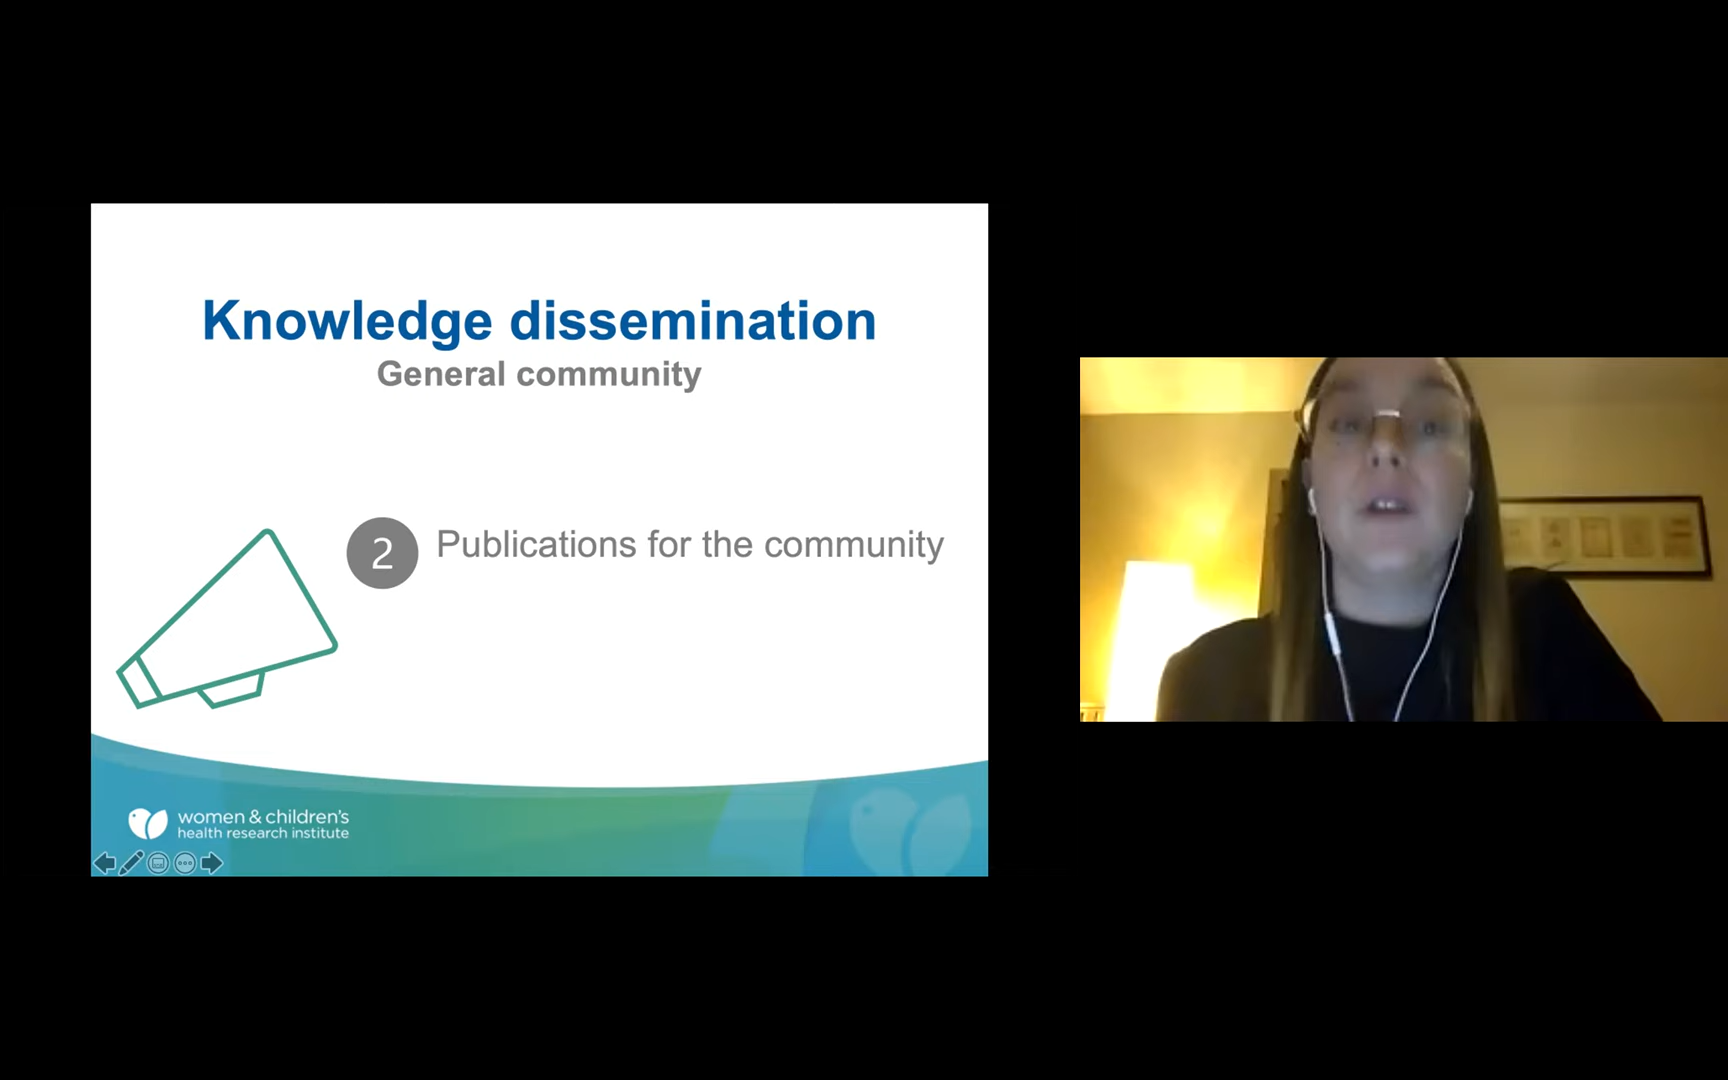 Knowledge dissemination
General community
2
Publications for the community
women & children's
health research institute